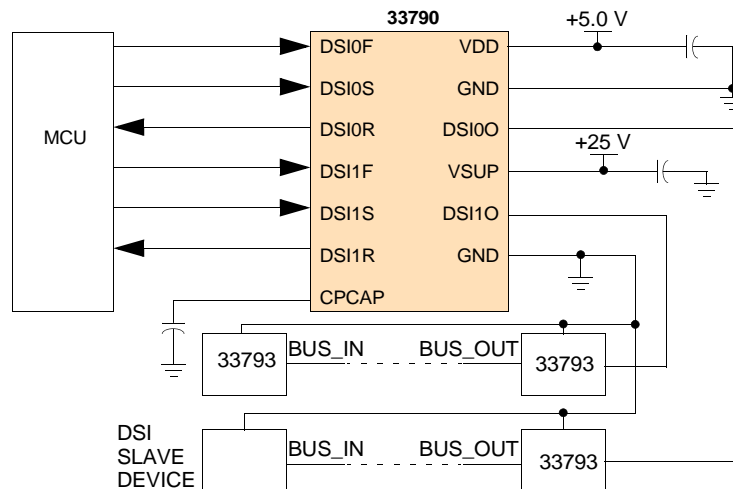 33790
+5.0 V
DSI0F
VDD
DSI0S
GND
MCU
DSI0R
DSI0O
+25 V
DSI1F
VSUP
DSI1S
DSI1O
DSI1R
GND
CPCAP
33793
BUS_IN
BUS_OUT
33793
DSI
SLAVE
DEVICE
BUS_IN
BUS_OUT
33793